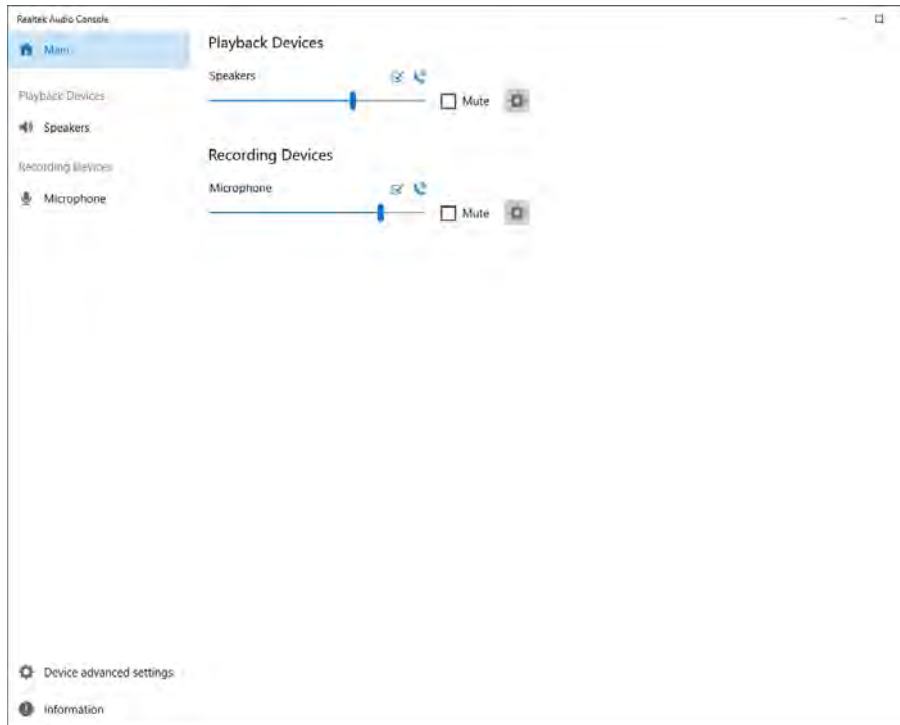 Realtek Audio Console
Main
Playback Devices
Speakers
Recording Devices
Microphone
Device advanced settings
Information
Playback Devices
Speakers
Mute
Recording Devices
Microphone
Mute